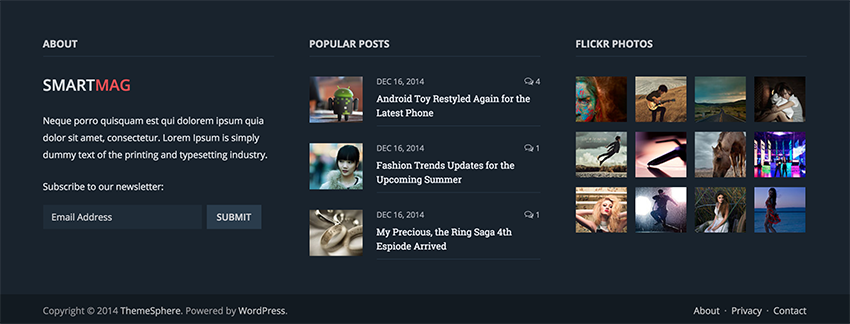 ABOUT
SMARTMAG
Neque porro quisquam est qui dolorem ipsum quia
dolor sit amet, consectetur. Lorem Ipsum is simply
dummy text of the printing and typesetting industry.
Subscribe to our newsletter:
Email Address
SUBMIT
POPULAR POSTS
DEC 16, 2014 4
Android Toy Restyled Again for the
Latest Phone
DEC 16, 2014 1
Fashion Trends Updates for the
Upcoming Summer
DEC 16, 2014 1
My Precious, the Ring Saga 4th
Espiode Arrived
FLICKR PHOTOS
Copyright © 2014 ThemeSphere. Powered by WordPress.
About · Privacy · Contact